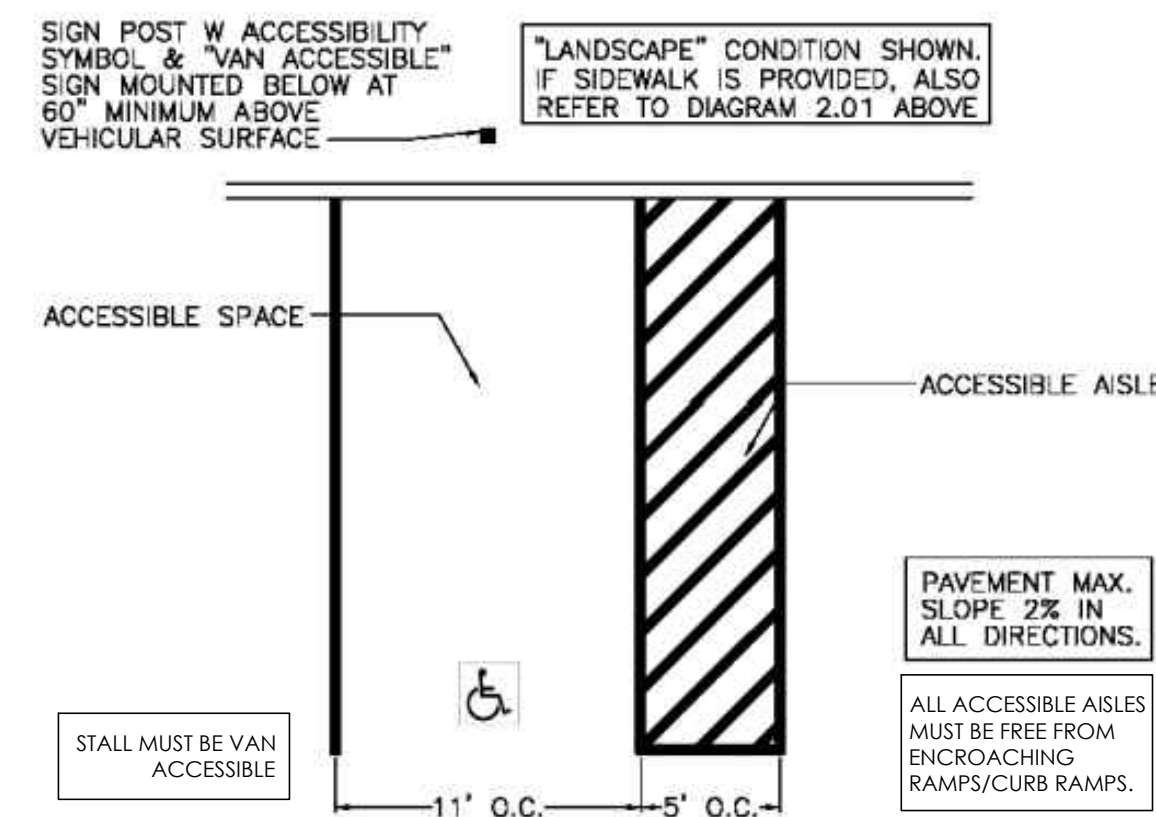 SIGN POST W ACCESSIBILITY
SYMBOL & "VAN ACCESSIBLE"
SIGN MOUNTED BELOW AT
60" MINIMUM ABOVE
VEHICULAR SURFACE
"LANDSCAPE" CONDITION SHOWN.
IF SIDEWALK IS PROVIDED, ALSO
REFER TO DIAGRAM 2.01 ABOVE
ACCESSIBLE SPACE
ACCESSIBLE AISLE
PAVEMENT MAX.
SLOPE 2% IN
ALL DIRECTIONS.
ALL ACCESSIBLE AISLES
MUST BE FREE FROM
ENCROACHING
RAMPS/CURB RAMPS.
STALL MUST BE VAN
ACCESSIBLE
11' O.C.
5' O.C.